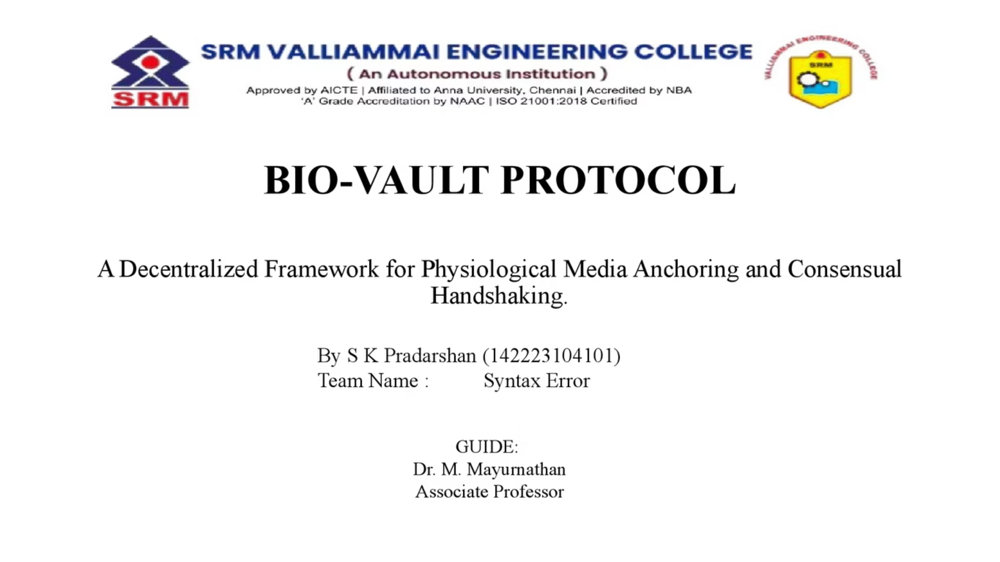 SRM VALLIAMMAI ENGINEERING COLLEGE
( An Autonomous Institution )
Approved by AICTE | Affiliated to Anna University, Chennai | Accredited by NBA
'A' Grade Accreditation by NAAC | ISO 21001:2018 Certified
SRM
VALLIAMMAI ENGINEERING COLLEGE
SRM
BIO-VAULT PROTOCOL
A Decentralized Framework for Physiological Media Anchoring and Consensual
Handshaking.
By S K Pradarshan (142223104101)
Team Name : Syntax Error
GUIDE:
Dr. M. Mayurnathan
Associate Professor